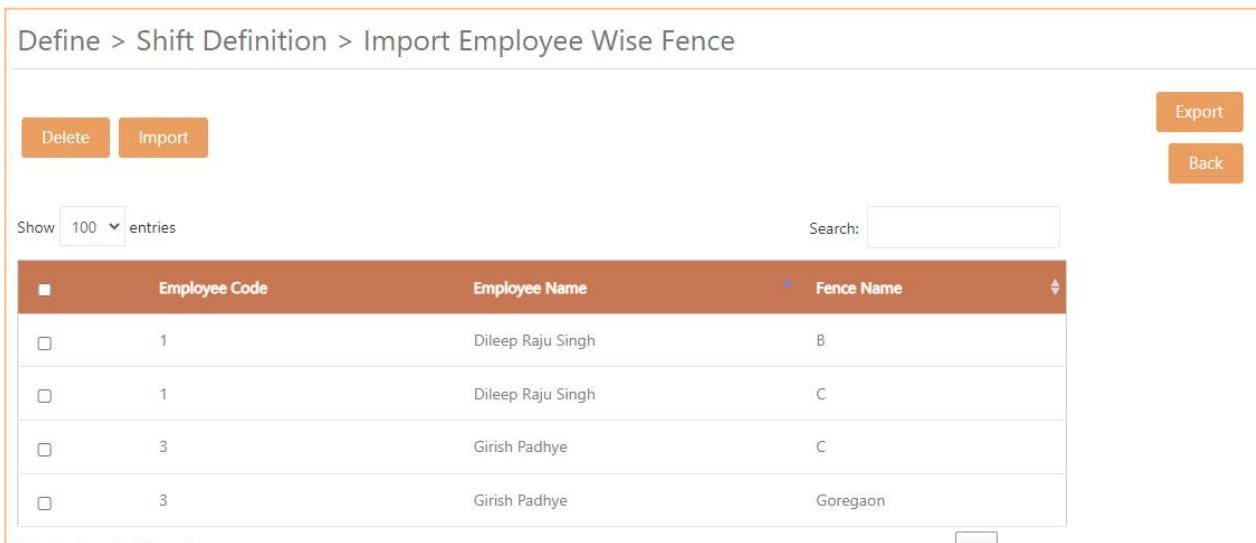 Define > Shift Definition > Import Employee Wise Fence
Export
Delete Import
Back
Show 100 entries Search:
Employee Code Employee Name Fence Name
1 Dileep Raju Singh B
1 Dileep Raju Singh C
3 Girish Padhye C
3 Girish Padhye Goregaon